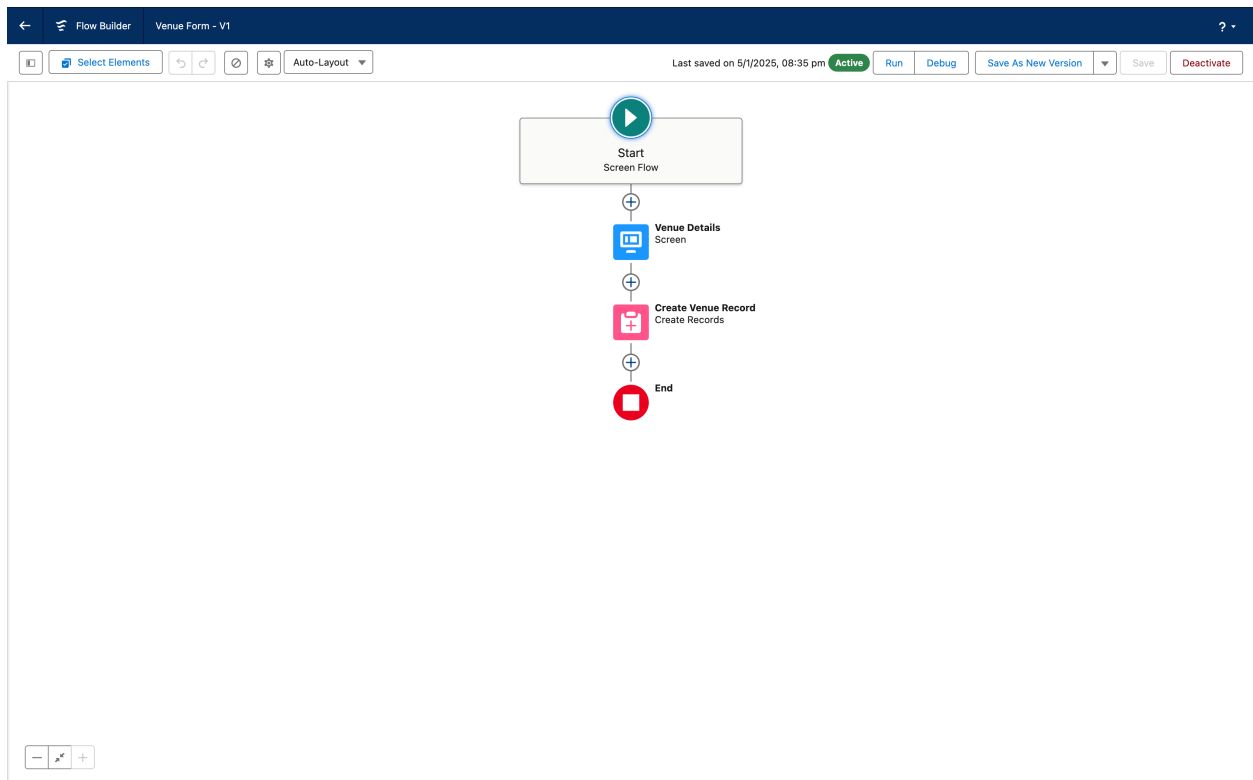 Flow Builder
Venue Form - V1
?
Select Elements
Auto-Layout
Last saved on 5/1/2025, 08:35 pm
Active
Run
Debug
Save As New Version
Save
Deactivate
Start
Screen Flow
Venue Details
Screen
Create Venue Record
Create Records
End